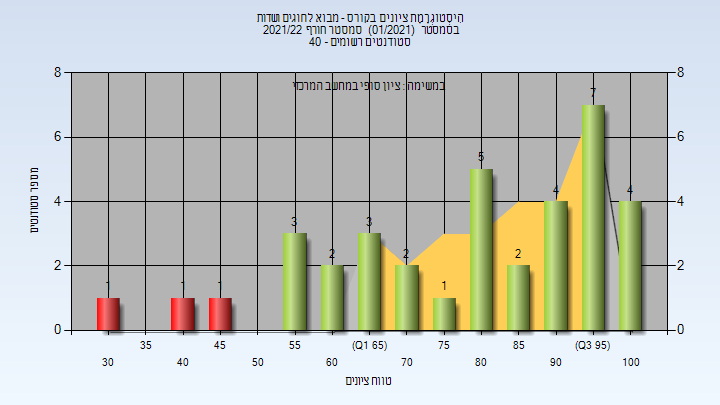 היסטוגרמת ציונים בקורס - מבוא לחוגים ושדות
בסמסטר (01/2021) סמסטר חורף 2021/22
סטודנטים רשומים - 40
במשימה : ציון סופי במחשב המרכזי
8 8
7
6 6
5
4 4 4 4
3 3
2 2 2 2 2
1 1 1 1
0 0
35 45 55 (Q1 65) 75 85 (Q3 95)
30 40 50 60 70 80 90 100
מספר סטודנטים
טווח ציונים